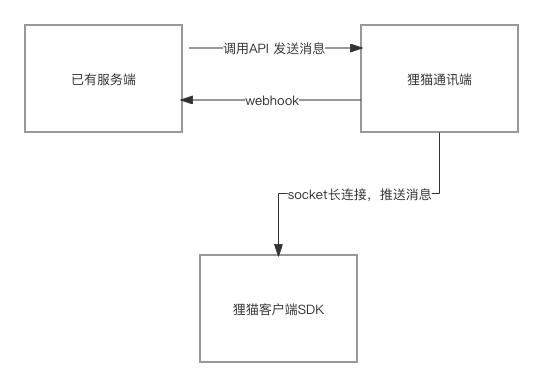 调用API 发送消息
已有服务端
狸猫通讯端
webhook
socket长连接，推送消息
狸猫客户端SDK